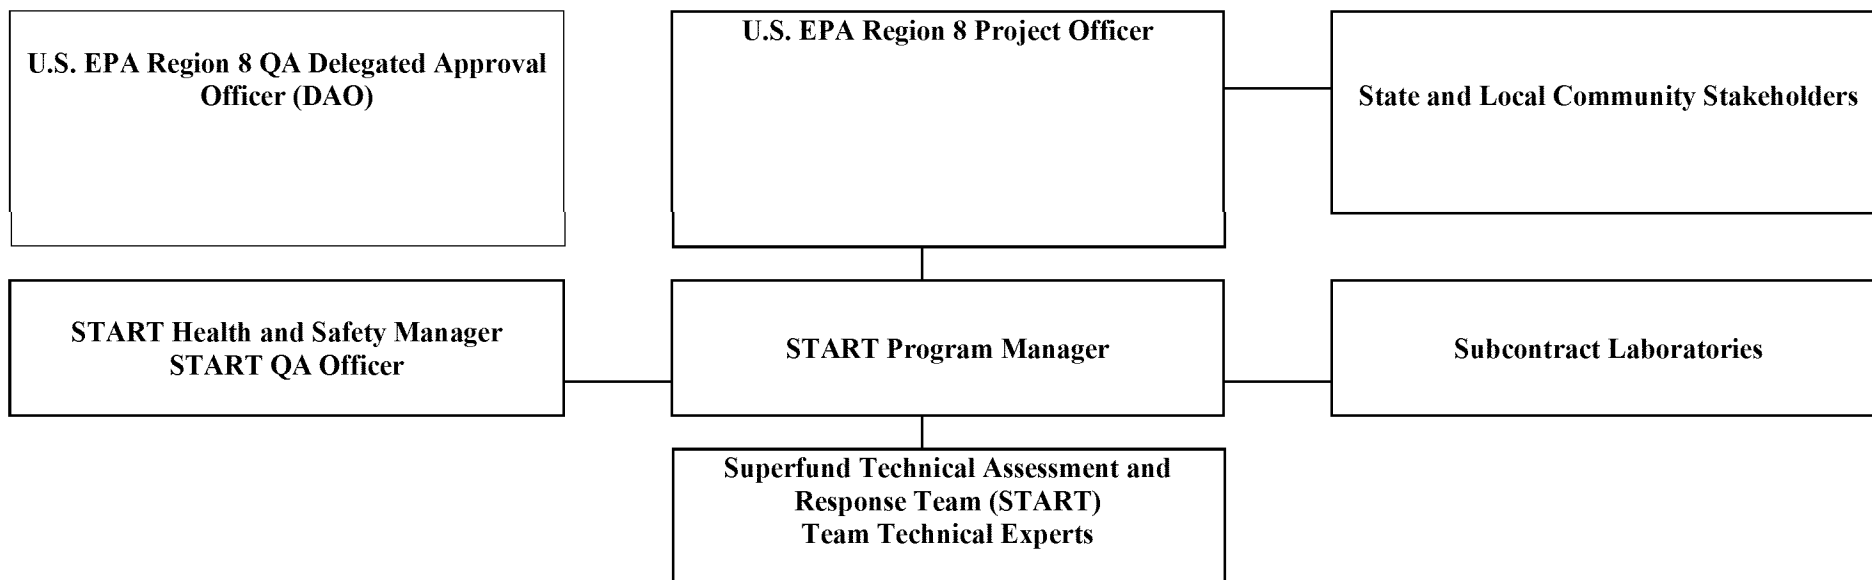 U.S. EPA Region 8 QA Delegated Approval
Officer (DAO)
U.S. EPA Region 8 Project Officer
State and Local Community Stakeholders
START Health and Safety Manager
START QA Officer
START Program Manager
Subcontract Laboratories
Superfund Technical Assessment and
Response Team (START)
Team Technical Experts